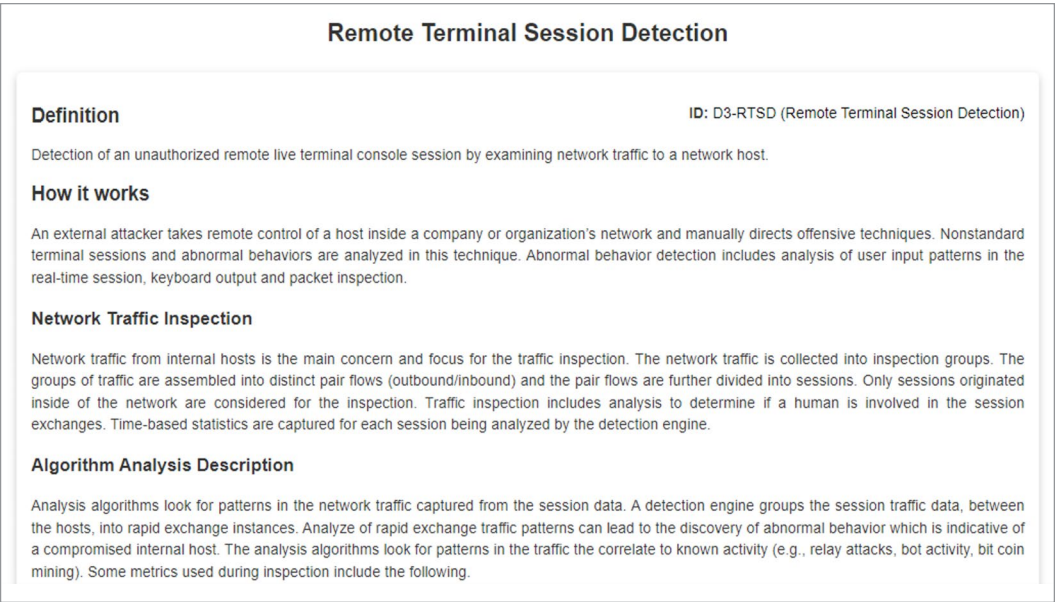 Remote Terminal Session Detection
Definition
ID: D3-RTSD (Remote Terminal Session Detection)
Detection of an unauthorized remote live terminal console session by examining network traffic to a network host.
How it works
An external attacker takes remote control of a host inside a company or organization’s network and manually directs offensive techniques. Nonstandard
terminal sessions and abnormal behaviors are analyzed in this technique. Abnormal behavior detection includes analysis of user input patterns in the
real-time session, keyboard output and packet inspection.
Network Traffic Inspection
Network traffic from internal hosts is the main concern and focus for the traffic inspection. The network traffic is collected into inspection groups. The
groups of traffic are assembled into distinct pair flows (outbound/inbound) and the pair flows are further divided into sessions. Only sessions originated
inside of the network are considered for the inspection. Traffic inspection includes analysis to determine if a human is involved in the session
exchanges. Time-based statistics are captured for each session being analyzed by the detection engine.
Algorithm Analysis Description
Analysis algorithms look for patterns in the network traffic captured from the session data. A detection engine groups the session traffic data, between
the hosts, into rapid exchange instances. Analyze of rapid exchange traffic patterns can lead to the discovery of abnormal behavior which is indicative of
a compromised internal host. The analysis algorithms look for patterns in the traffic the correlate to known activity (e.g., relay attacks, bot activity, bit coin
mining). Some metrics used during inspection include the following.